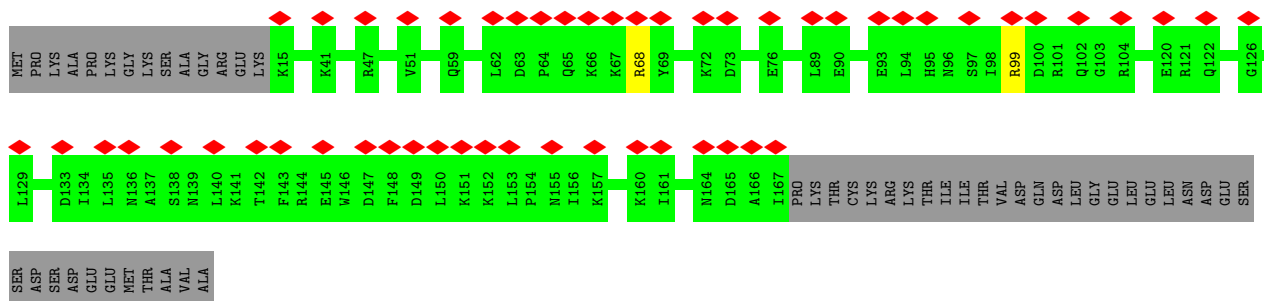 MET PRO LYS ALA PRO LYS GLY LYS SER ALA GLY ARG GLU LYS K15 K41 R47 V51 Q59 L62 D63 P64 Q65 K66 K67 R68 Y69 K72 D73 E76 L89 E90 E93 L94 H95 N96 S97 I98 R99 D100 R101 Q102 G103 R104 E120 R121 Q122 G126
L129 D133 I134 L135 N136 A137 S138 N139 L140 K141 T142 F143 R144 E145 W146 D147 F148 D149 L150 K151 K152 L153 P154 N155 I156 K157 K160 I161 N164 D165 A166 I167 PRO LYS THR CYS LYS ARG LYS THR ILE ILE THR VAL ASP GLN ASP LEU GLY GLU LEU GLU LEU ASN ASP GLU SER
SER ASP SER ASP GLU GLU MET THR ALA VAL ALA